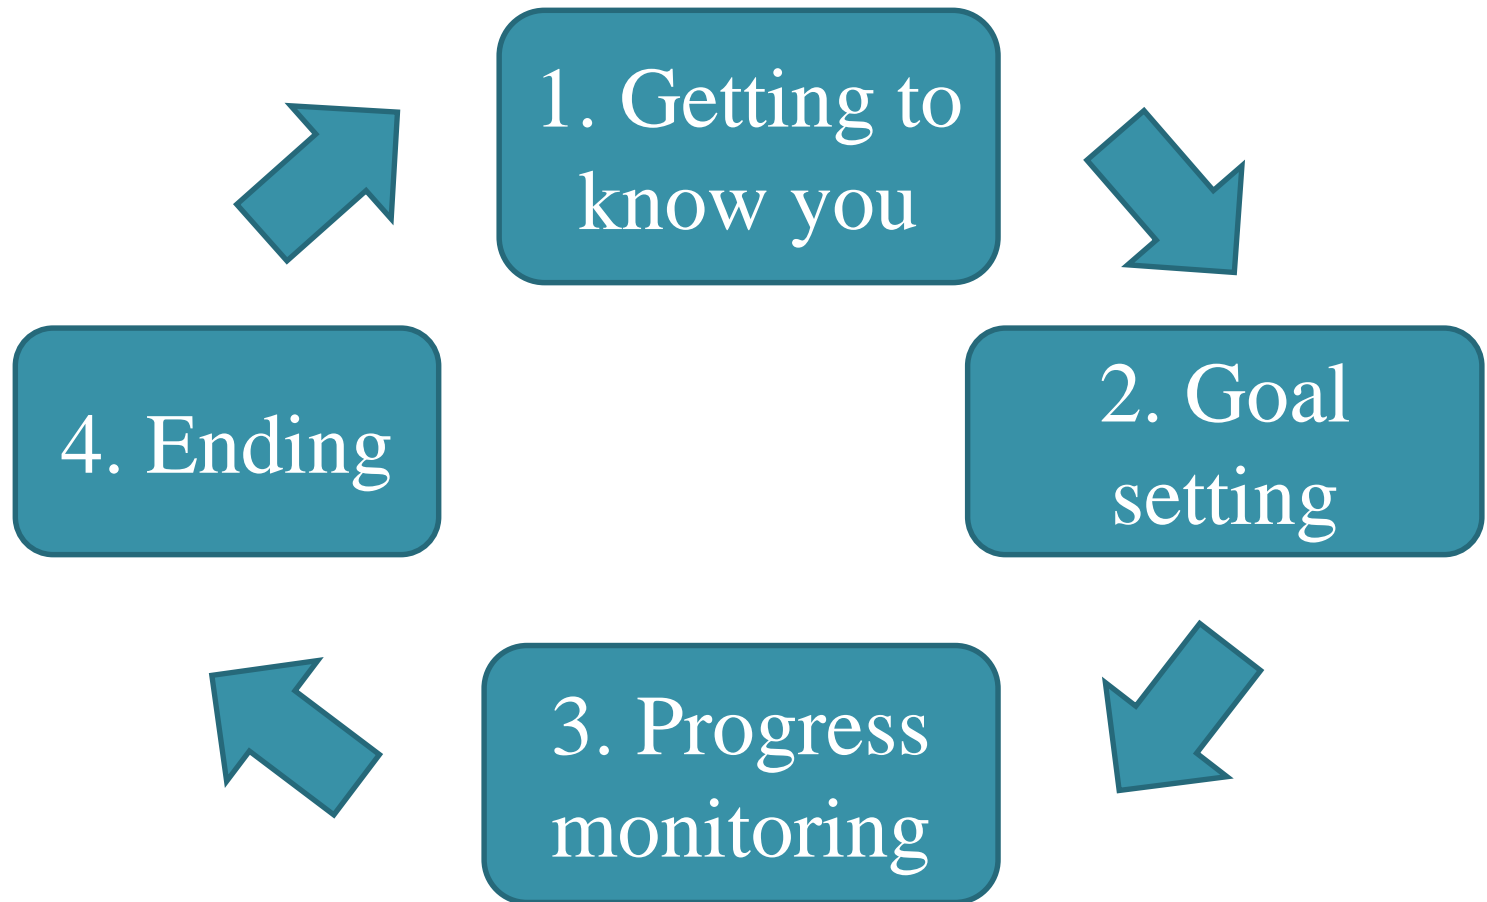 1. Getting to
know you
2. Goal
setting
3. Progress
monitoring
4. Ending